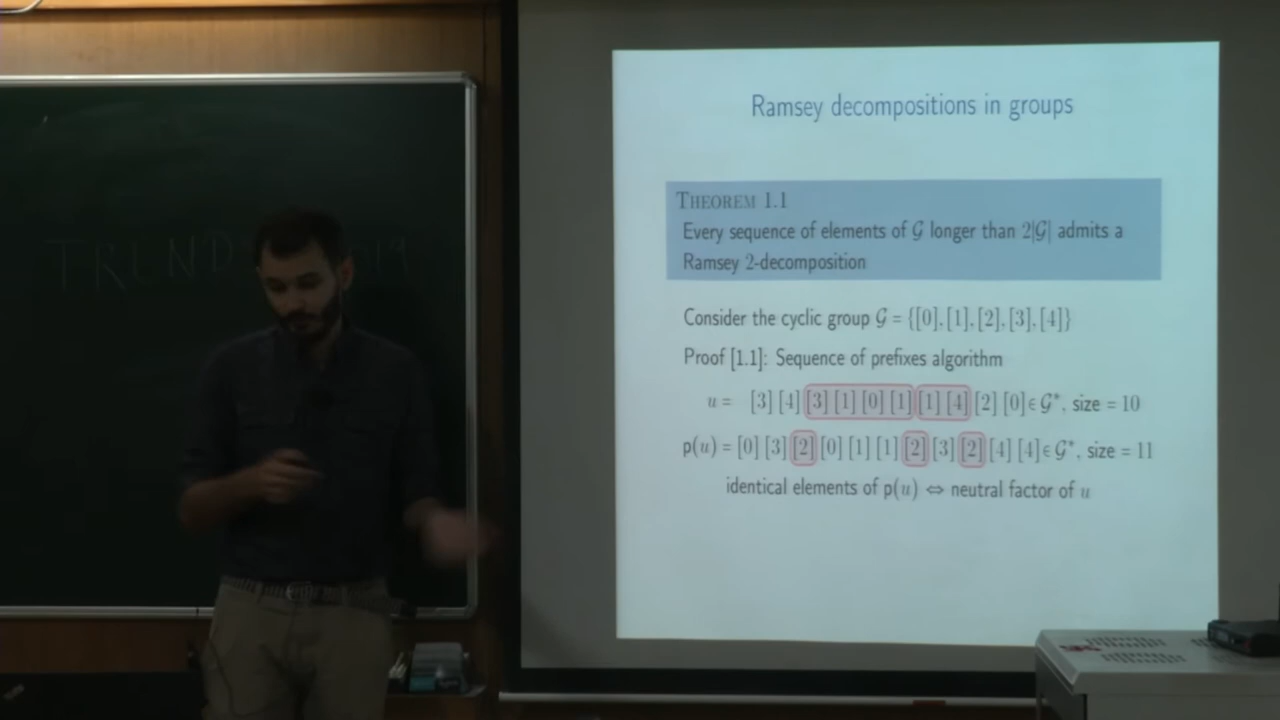 TREND
Ramsey decompositions in groups
THEOREM 1.1
Every sequence of elements of 𝒢 longer than 2|𝒢| admits a
Ramsey 2-decomposition
Consider the cyclic group 𝒢 = {[0],[1],[2],[3],[4]}
Proof [1.1]: Sequence of prefixes algorithm
u = [3] [4] [3] [1] [0] [1] [1] [4] [2] [0] ∈ 𝒢*, size = 10
p(u) = [0] [3] [2] [0] [1] [1] [2] [3] [2] [4] [4] ∈ 𝒢*, size = 11
identical elements of p(u) ⇔ neutral factor of u